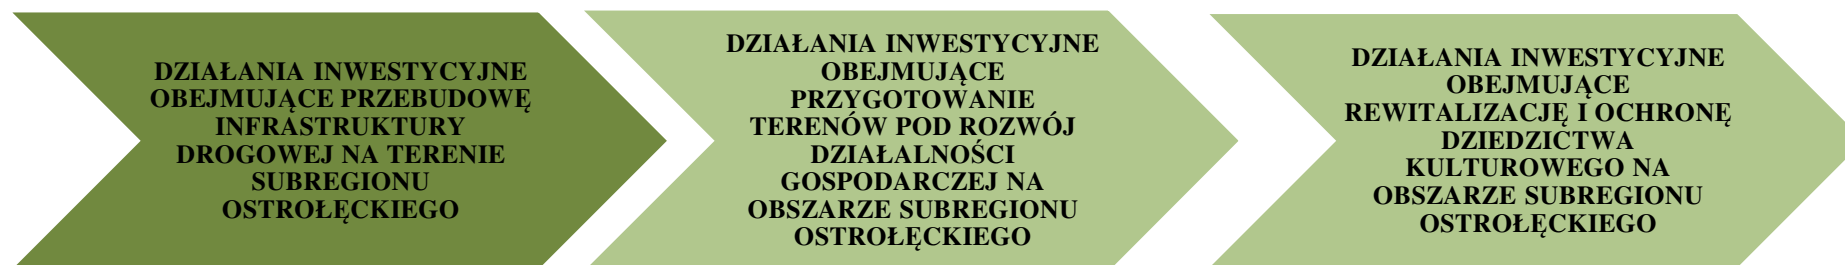 DZIAŁANIA INWESTYCYJNE
OBEJMUJĄCE PRZEBUDOWĘ
INFRASTRUKTURY
DROGOWEJ NA TERENIE
SUBREGIONU
OSTROŁĘCKIEGO
DZIAŁANIA INWESTYCYJNE
OBEJMUJĄCE
PRZYGOTOWANIE
TERENÓW POD ROZWÓJ
DZIAŁALNOŚCI
GOSPODARCZEJ NA
OBSZARZE SUBREGIONU
OSTROŁĘCKIEGO
DZIAŁANIA INWESTYCYJNE
OBEJMUJĄCE
REWITALIZACJĘ I OCHRONĘ
DZIEDZICTWA
KULTUROWEGO NA
OBSZARZE SUBREGIONU
OSTROŁĘCKIEGO